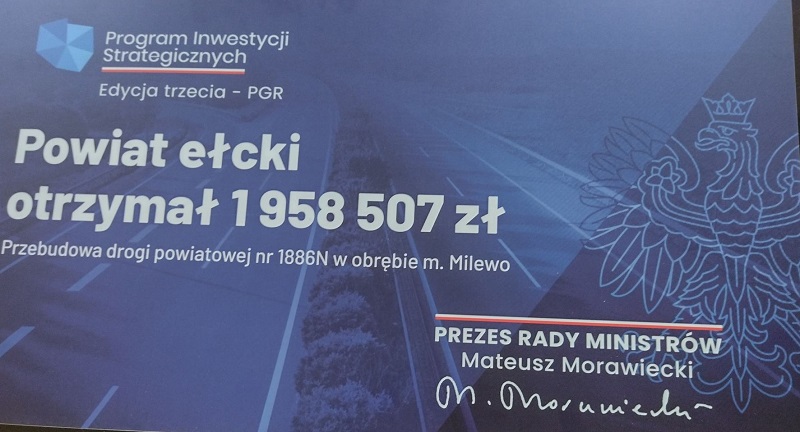 Program Inwestycji
Strategicznych
Edycja trzecia - PGR
Powiat ełcki
otrzymał 1 958 507 zł
Przebudowa drogi powiatowej nr 1886N w obrębie m. Milewo
PREZES RADY MINISTRÓW
Mateusz Morawiecki
M. Morawiecki